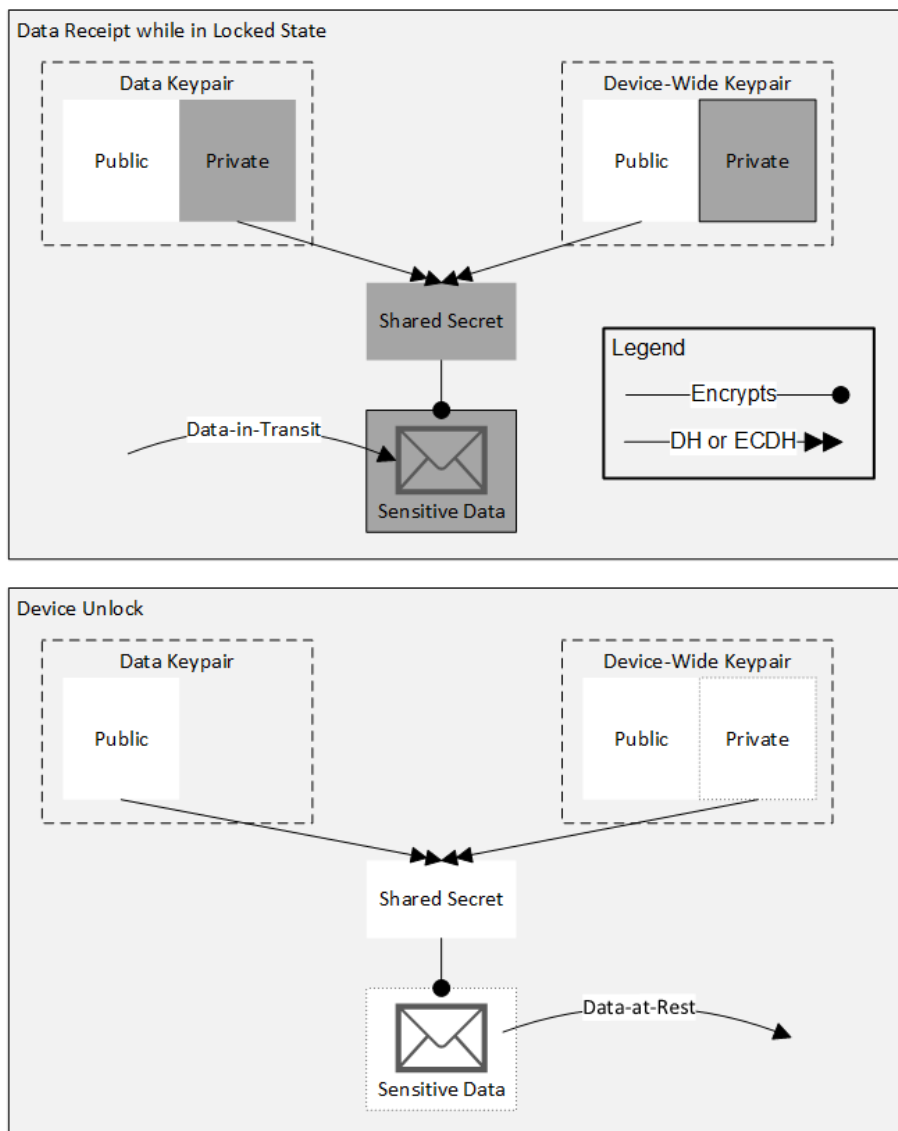 Data Receipt while in Locked State
Data Keypair
Device-Wide Keypair
Public
Private
Public
Private
Shared Secret
Legend
Encrypts
DH or ECDH
Data-in-Transit
Sensitive Data
Device Unlock
Data Keypair
Device-Wide Keypair
Public
Public
Private
Shared Secret
Data-at-Rest
Sensitive Data